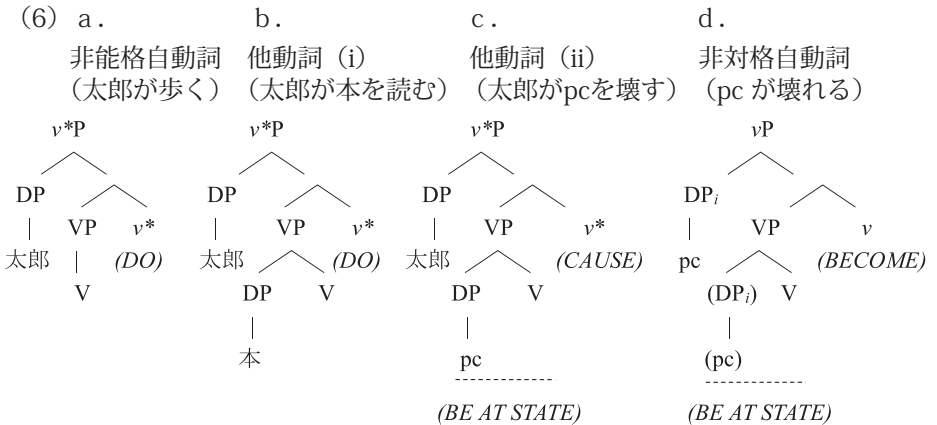 (6) a. b. c. d.
非能格自動詞 他動詞（i） 他動詞（ii） 非対格自動詞
（太郎が歩く） （太郎が本を読む） （太郎がpcを壊す） （pc が壊れる）
v*P v*P v*P vP
DP DP DP DPi
VP v* VP v* VP v* VP v
太郎 (DO) 太郎 (DO) 太郎 (CAUSE) pc (BECOME)
V DP V DP V (DPi) V
本 pc (pc)
(BE AT STATE) (BE AT STATE)